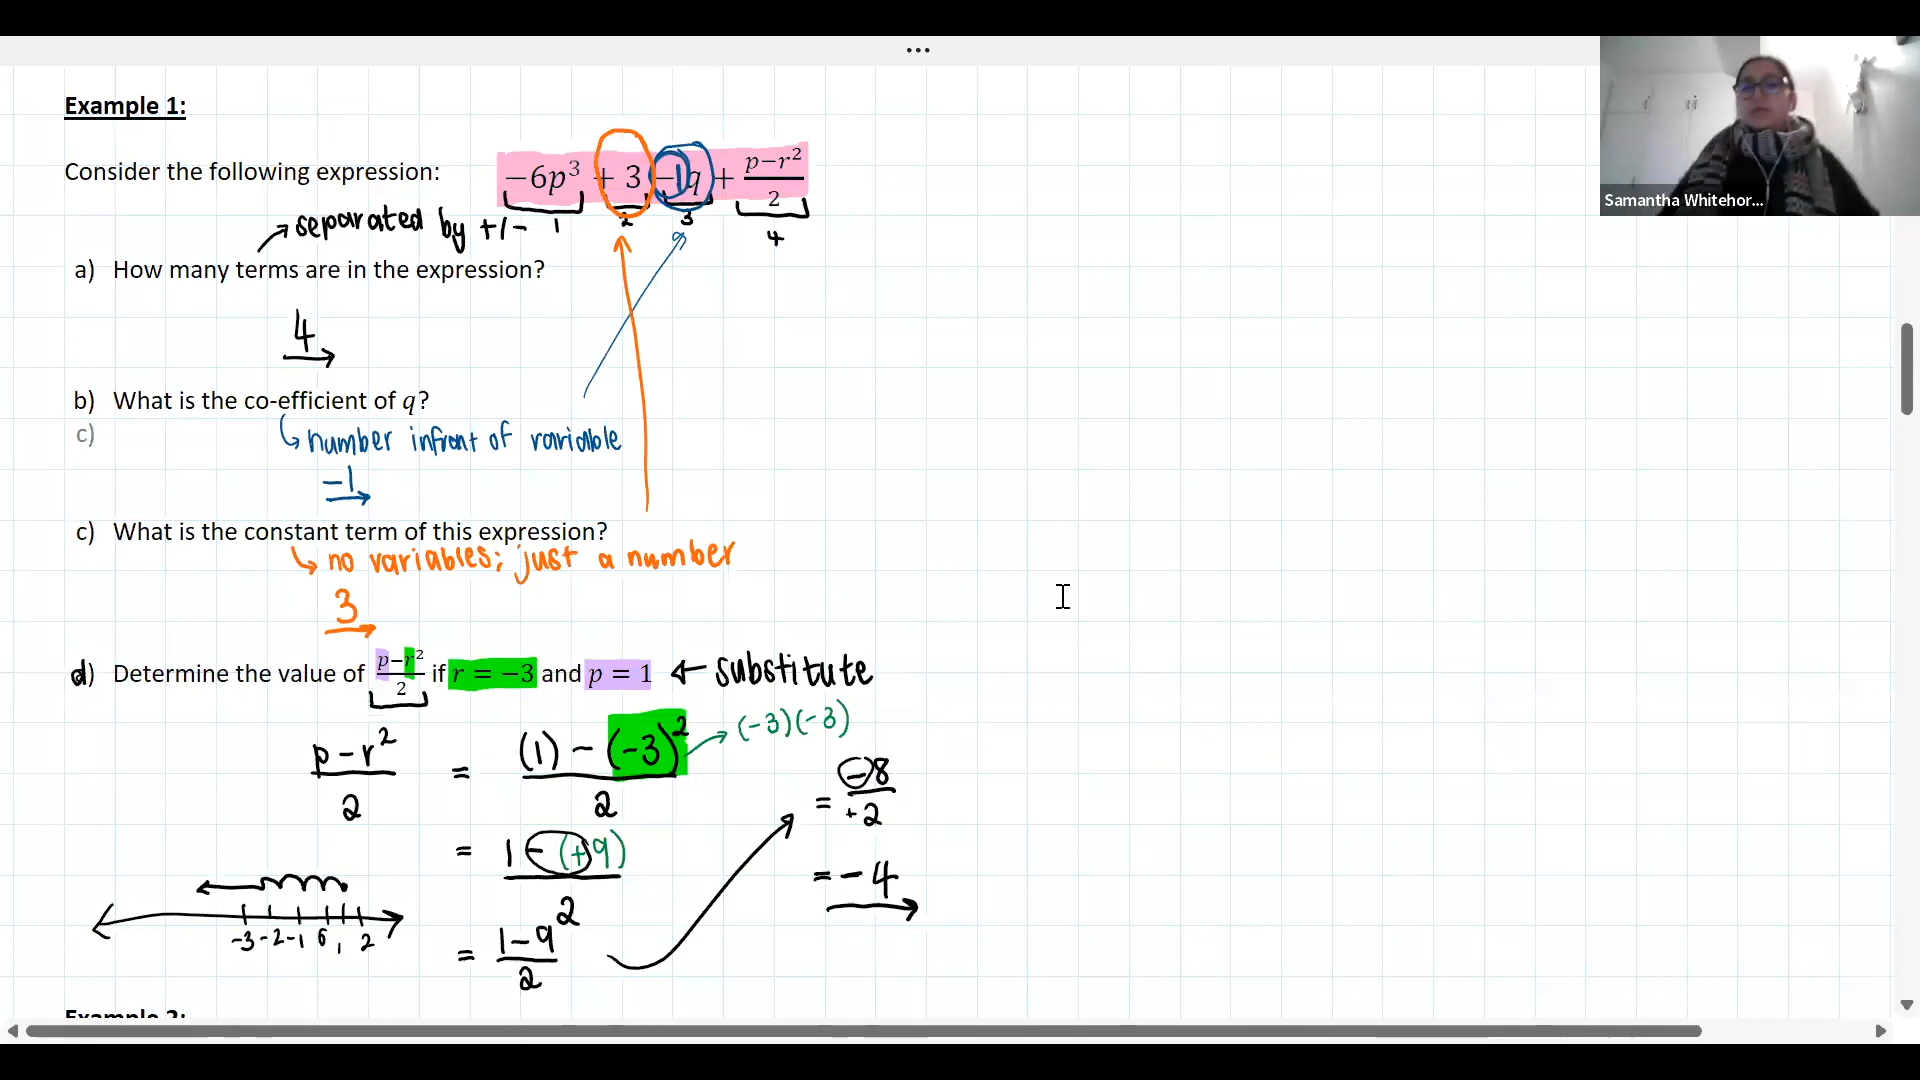 •••
Example 1:
Consider the following expression: −6p³ + 3 −1q + (p−r²)/2
separated by +/- 1 2 3 4
a) How many terms are in the expression?
4
b) What is the co-efficient of q?
c)
number infront of variable
−1
c) What is the constant term of this expression?
no variables; just a number
3
d) Determine the value of (p−r²)/2 if r = −3 and p = 1 ← substitute
(p−r²)/2 = ((1) − (−3)²)/2 → (−3)(−3)
= (1 − (+9))/2
= (1−9)/2
= −8/+2
= −4
-3 -2 -1 0 1 2
Example 2:
Samantha Whitehor...